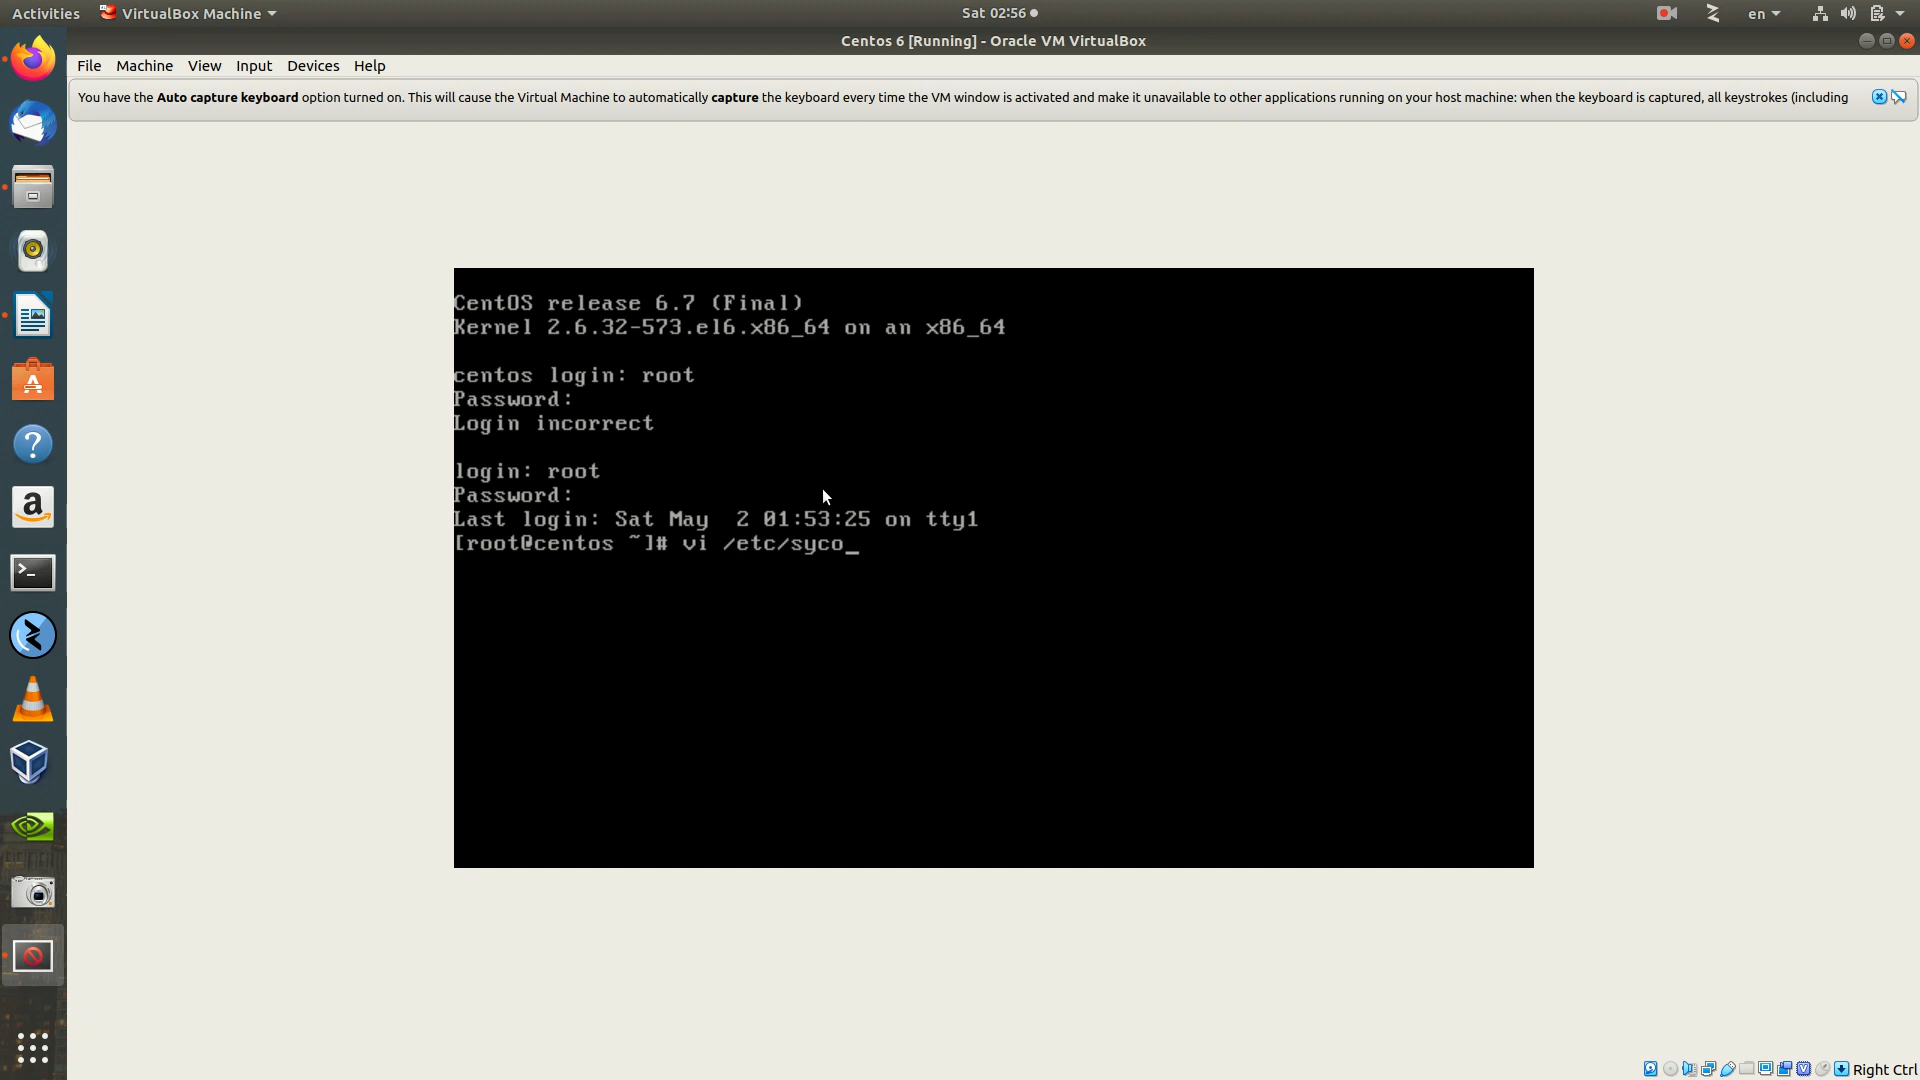 Activities VirtualBox Machine Sat 02:56 en
Centos 6 [Running] - Oracle VM VirtualBox
File Machine View Input Devices Help
You have the Auto capture keyboard option turned on. This will cause the Virtual Machine to automatically capture the keyboard every time the VM window is activated and make it unavailable to other applications running on your host machine: when the keyboard is captured, all keystrokes (including
CentOS release 6.7 (Final)
Kernel 2.6.32-573.el6.x86_64 on an x86_64
centos login: root
Password:
Login incorrect
login: root
Password:
Last login: Sat May  2 01:53:25 on tty1
[root@centos ~]# vi /etc/syco_
Right Ctrl